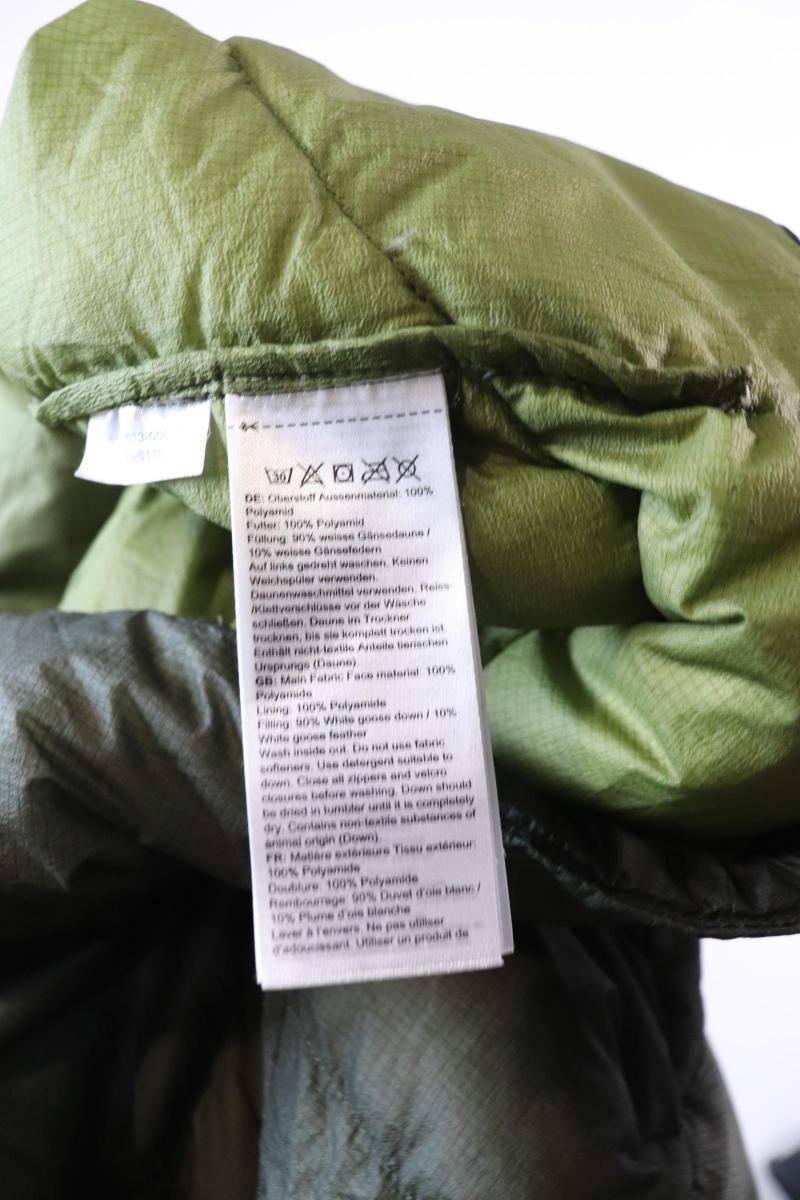 013-00
26118
30
DE: Oberstoff Aussenmaterial: 100%
Polyamid
Futter: 100% Polyamid
Füllung: 90% weisse Gänsedaune /
10% weisse Gänsefedern
Auf links gedreht waschen. Keinen
Weichspüler verwenden.
Daunenwaschmittel verwenden. Reiss-
/Klettverschlüsse vor der Wäsche
schließen. Daune im Trockner
trocknen, bis sie komplett trocken ist.
Enthält nicht-textile Anteile tierischen
Ursprungs (Daune).
GB: Main Fabric Face material: 100%
Polyamide
Lining: 100% Polyamide
Filling: 90% White goose down / 10%
White goose feather
Wash inside out. Do not use fabric
softeners. Use detergent suitable to
down. Close all zippers and velcro
closures before washing. Down should
be dried in tumbler until it is completely
dry. Contains non-textile substances of
animal origin (Down).
FR: Matière extérieure Tissu extérieur:
100% Polyamide
Doublure: 100% Polyamide
Rembourrage: 90% Duvet d'oie blanc /
10% Plume d'oie blanche
Laver à l'envers. Ne pas utiliser
d'adoucissant. Utiliser un produit de